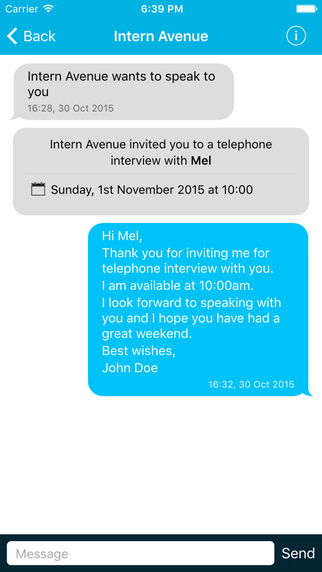 Carrier 6:39 PM
Back Intern Avenue i
Intern Avenue wants to speak to
you
16:28, 30 Oct 2015
Intern Avenue invited you to a telephone
interview with Mel
Sunday, 1st November 2015 at 10:00
Hi Mel,
Thank you for inviting me for
telephone interview with you.
I am available at 10:00am.
I look forward to speaking with
you and I hope you have had a
great weekend.
Best wishes,
John Doe
16:32, 30 Oct 2015
Message Send